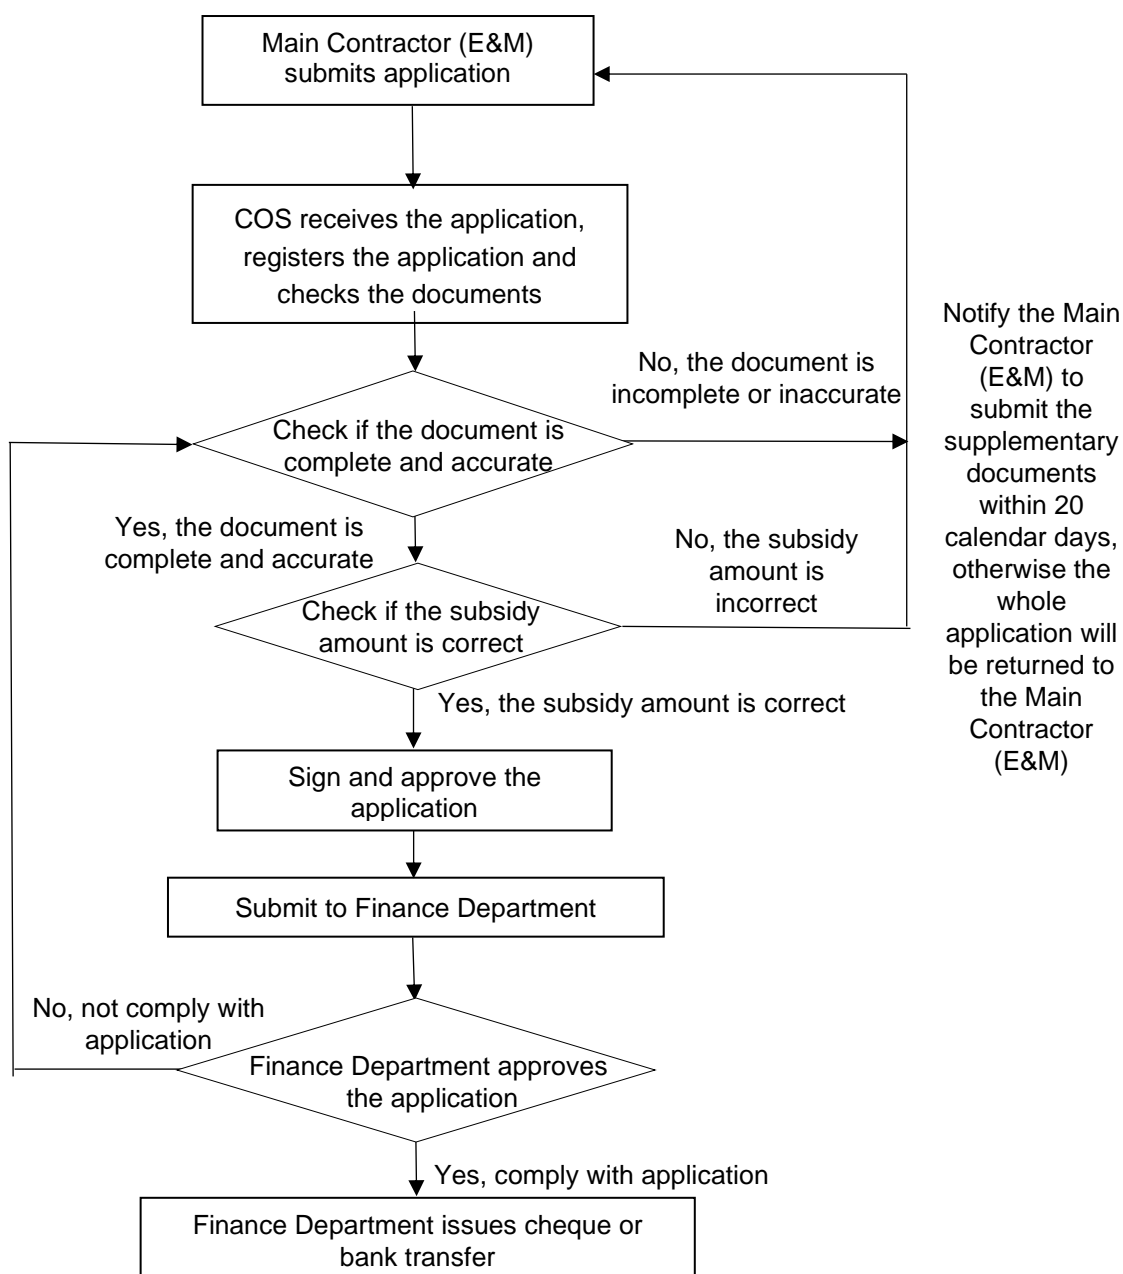 Main Contractor (E&M)
submits application
COS receives the application,
registers the application and
checks the documents
No, the document is
incomplete or inaccurate
Check if the document is
complete and accurate
Yes, the document is
complete and accurate
No, the subsidy
amount is
incorrect
Check if the subsidy
amount is correct
Yes, the subsidy amount is correct
Notify the Main
Contractor
(E&M) to
submit the
supplementary
documents
within 20
calendar days,
otherwise the
whole
application will
be returned to
the Main
Contractor
(E&M)
Sign and approve the
application
Submit to Finance Department
No, not comply with
application
Finance Department approves
the application
Yes, comply with application
Finance Department issues cheque or
bank transfer